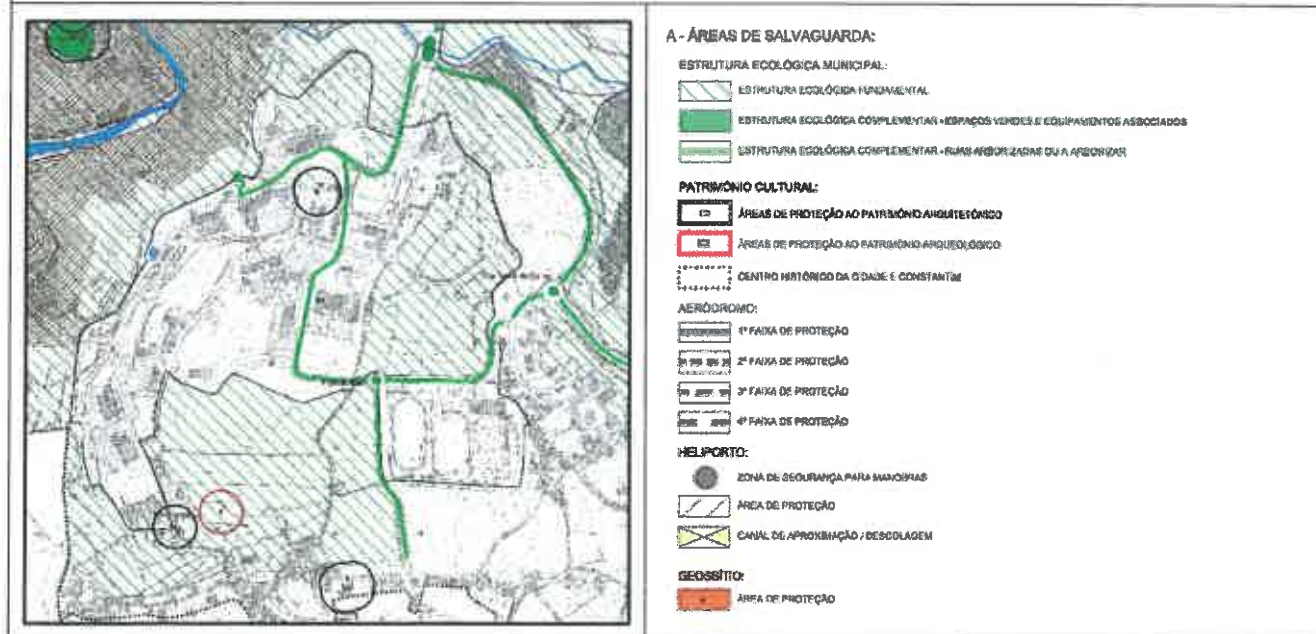 A - ÁREAS DE SALVAGUARDA:
ESTRUTURA ECOLÓGICA MUNICIPAL:
ESTRUTURA ECOLÓGICA FUNDAMENTAL
ESTRUTURA ECOLÓGICA COMPLEMENTAR - ESPAÇOS VERDES E EQUIPAMENTOS ASSOCIADOS
ESTRUTURA ECOLÓGICA COMPLEMENTAR - RUAS ARBORIZADAS OU A ARBORIZAR
PATRIMÓNIO CULTURAL:
ÁREAS DE PROTEÇÃO AO PATRIMÓNIO ARQUITETÓNICO
ÁREAS DE PROTEÇÃO AO PATRIMÓNIO ARQUEOLÓGICO
CENTRO HISTÓRICO DA CIDADE E CONSTANTIM
AERÓDROMO:
1ª FAIXA DE PROTEÇÃO
2ª FAIXA DE PROTEÇÃO
3ª FAIXA DE PROTEÇÃO
4ª FAIXA DE PROTEÇÃO
HELIPORTO:
ZONA DE SEGURANÇA PARA MANOBRAS
ÁREA DE PROTEÇÃO
CANAL DE APROXIMAÇÃO / DESCOLAGEM
GEOSSÍTIO:
ÁREA DE PROTEÇÃO